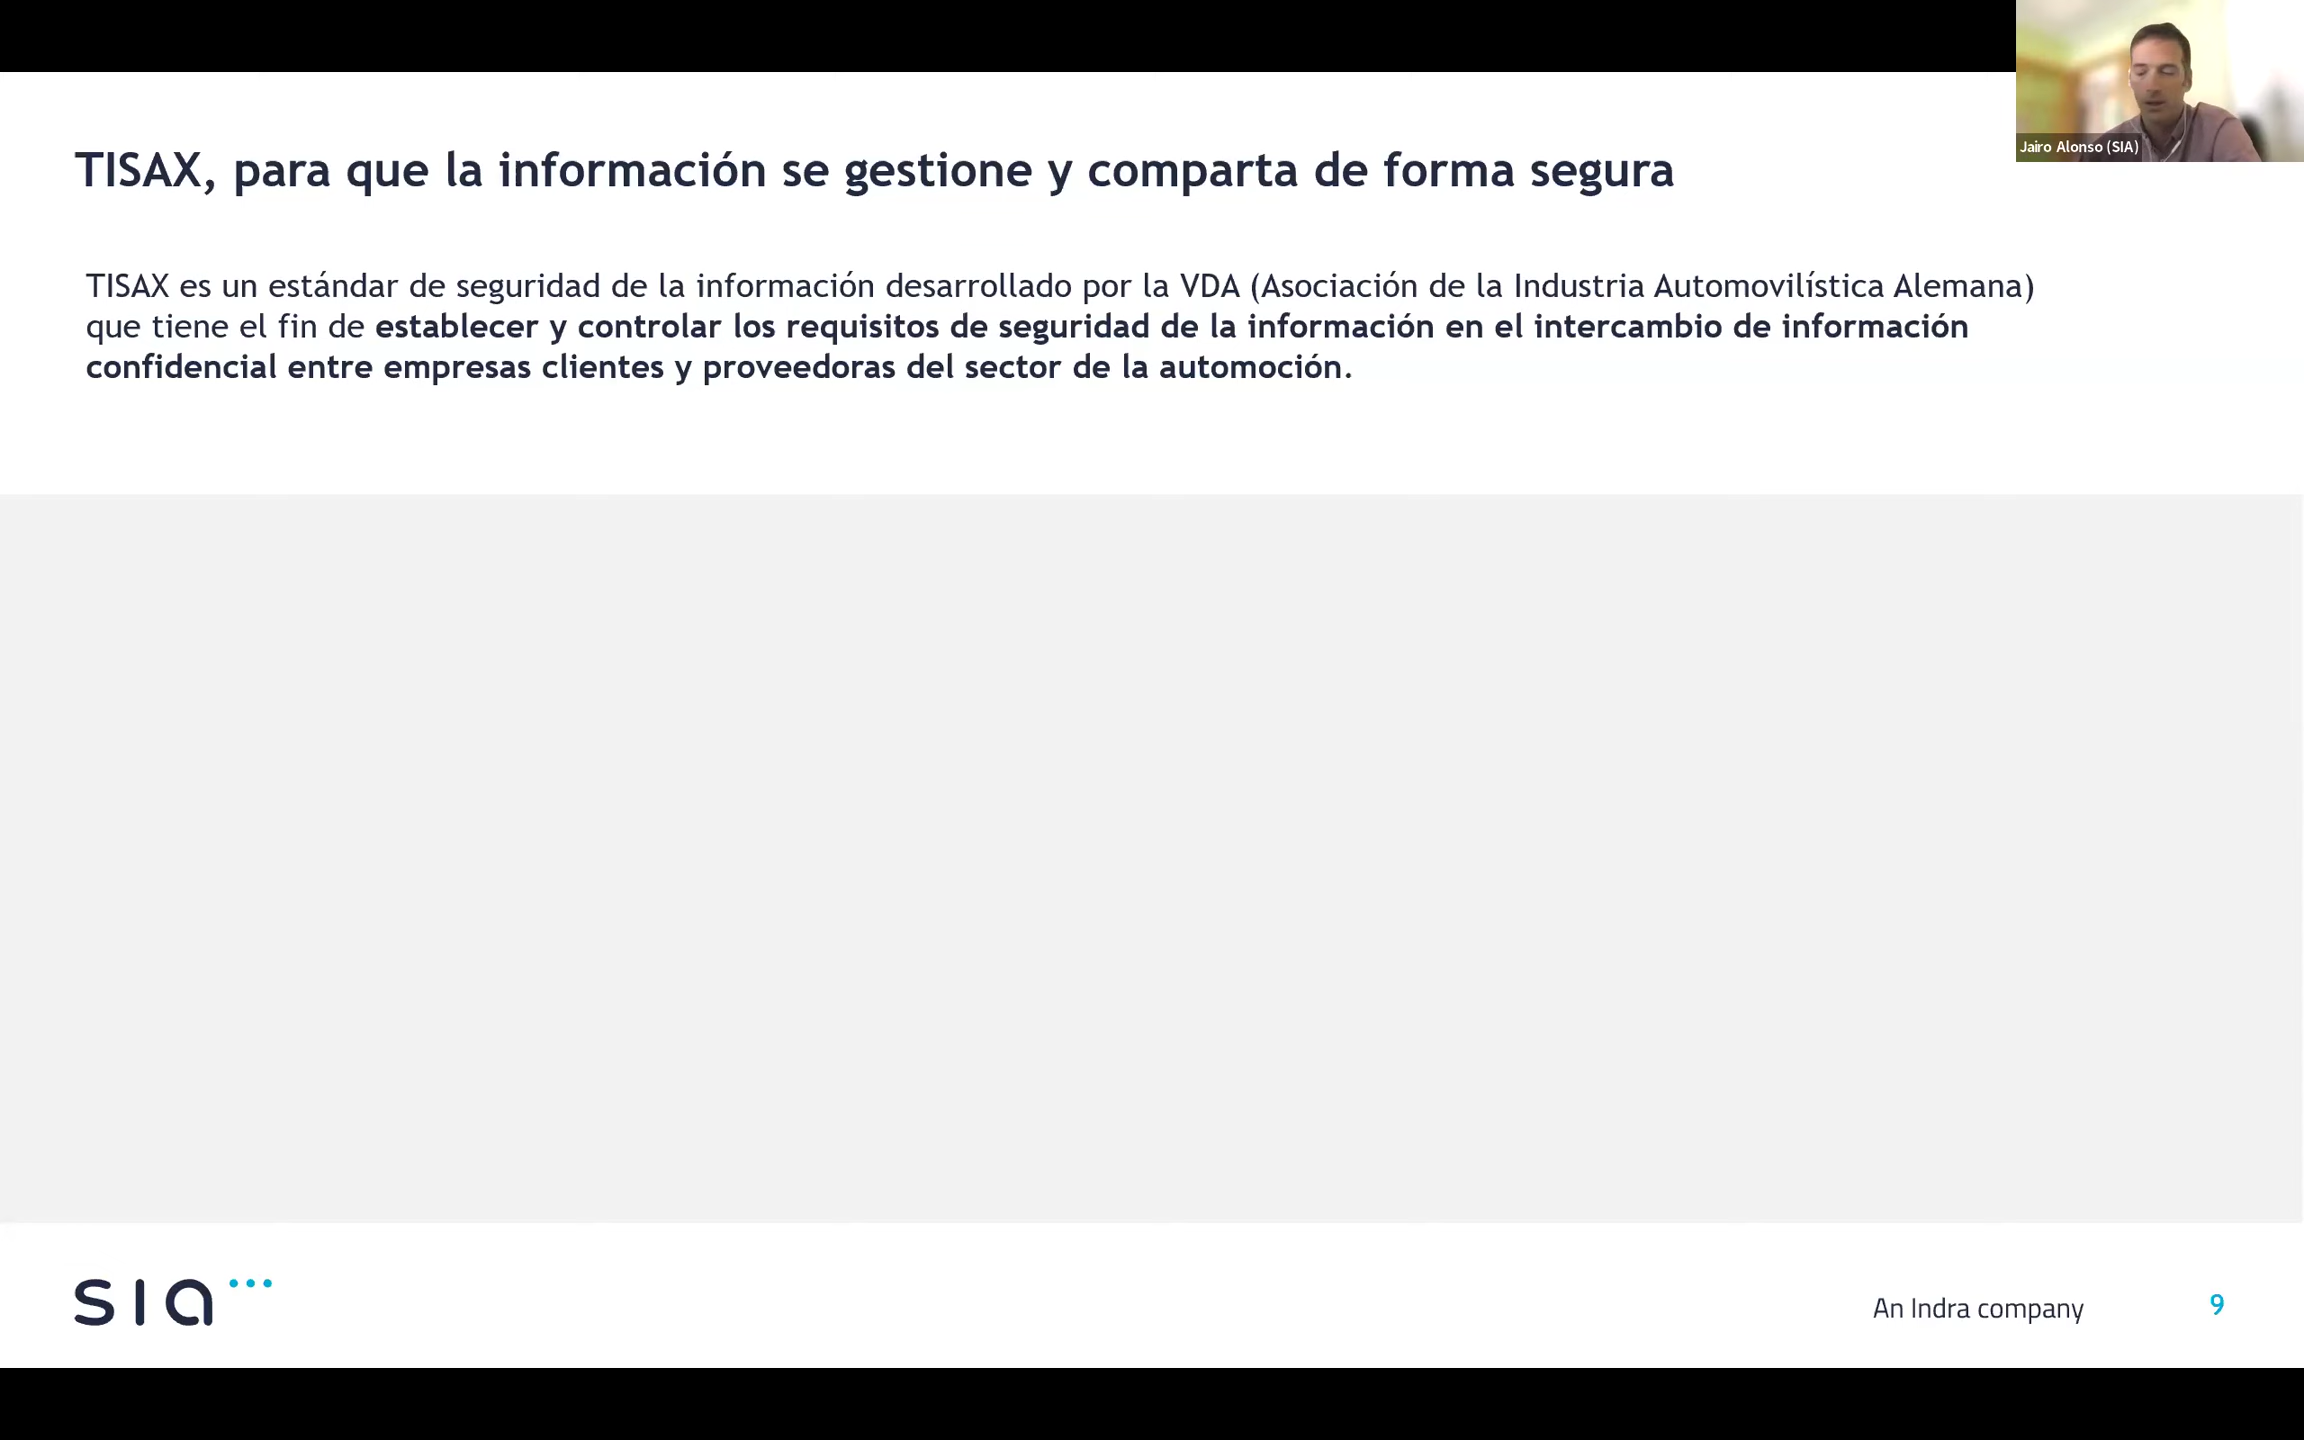 Jairo Alonso (SIA)
TISAX, para que la información se gestione y comparta de forma segura
TISAX es un estándar de seguridad de la información desarrollado por la VDA (Asociación de la Industria Automovilística Alemana)
que tiene el fin de establecer y controlar los requisitos de seguridad de la información en el intercambio de información
confidencial entre empresas clientes y proveedoras del sector de la automoción.
sia
An Indra company
9